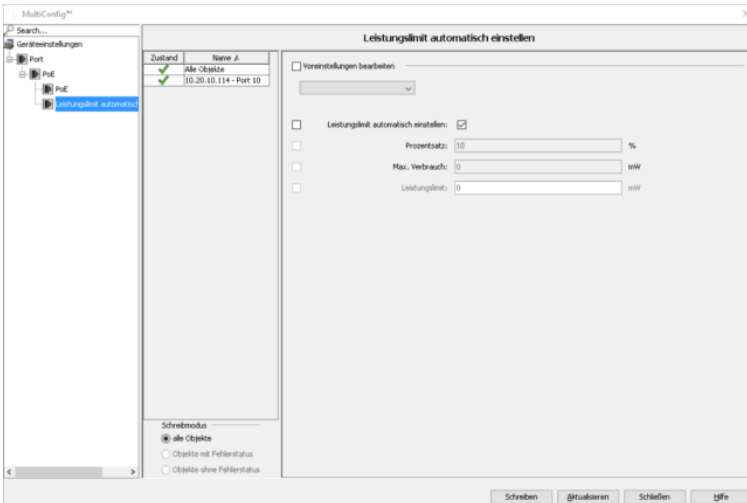 MultiConfig™
Search...
Geräteeinstellungen
Port
PoE
PoE
Leistungslimit automatisch
Zustand Name
Alle Objekte
10.20.10.114 - Port 10
Schreibmodus
alle Objekte
Objekte mit Fehlerstatus
Objekte ohne Fehlerstatus
Leistungslimit automatisch einstellen
Voreinstellungen bearbeiten
Leistungslimit automatisch einstellen:
Prozentsatz: 10 %
Max. Verbrauch: 0 mW
Leistungslimit: 0 mW
Schreiben Aktualisieren Schließen Hilfe